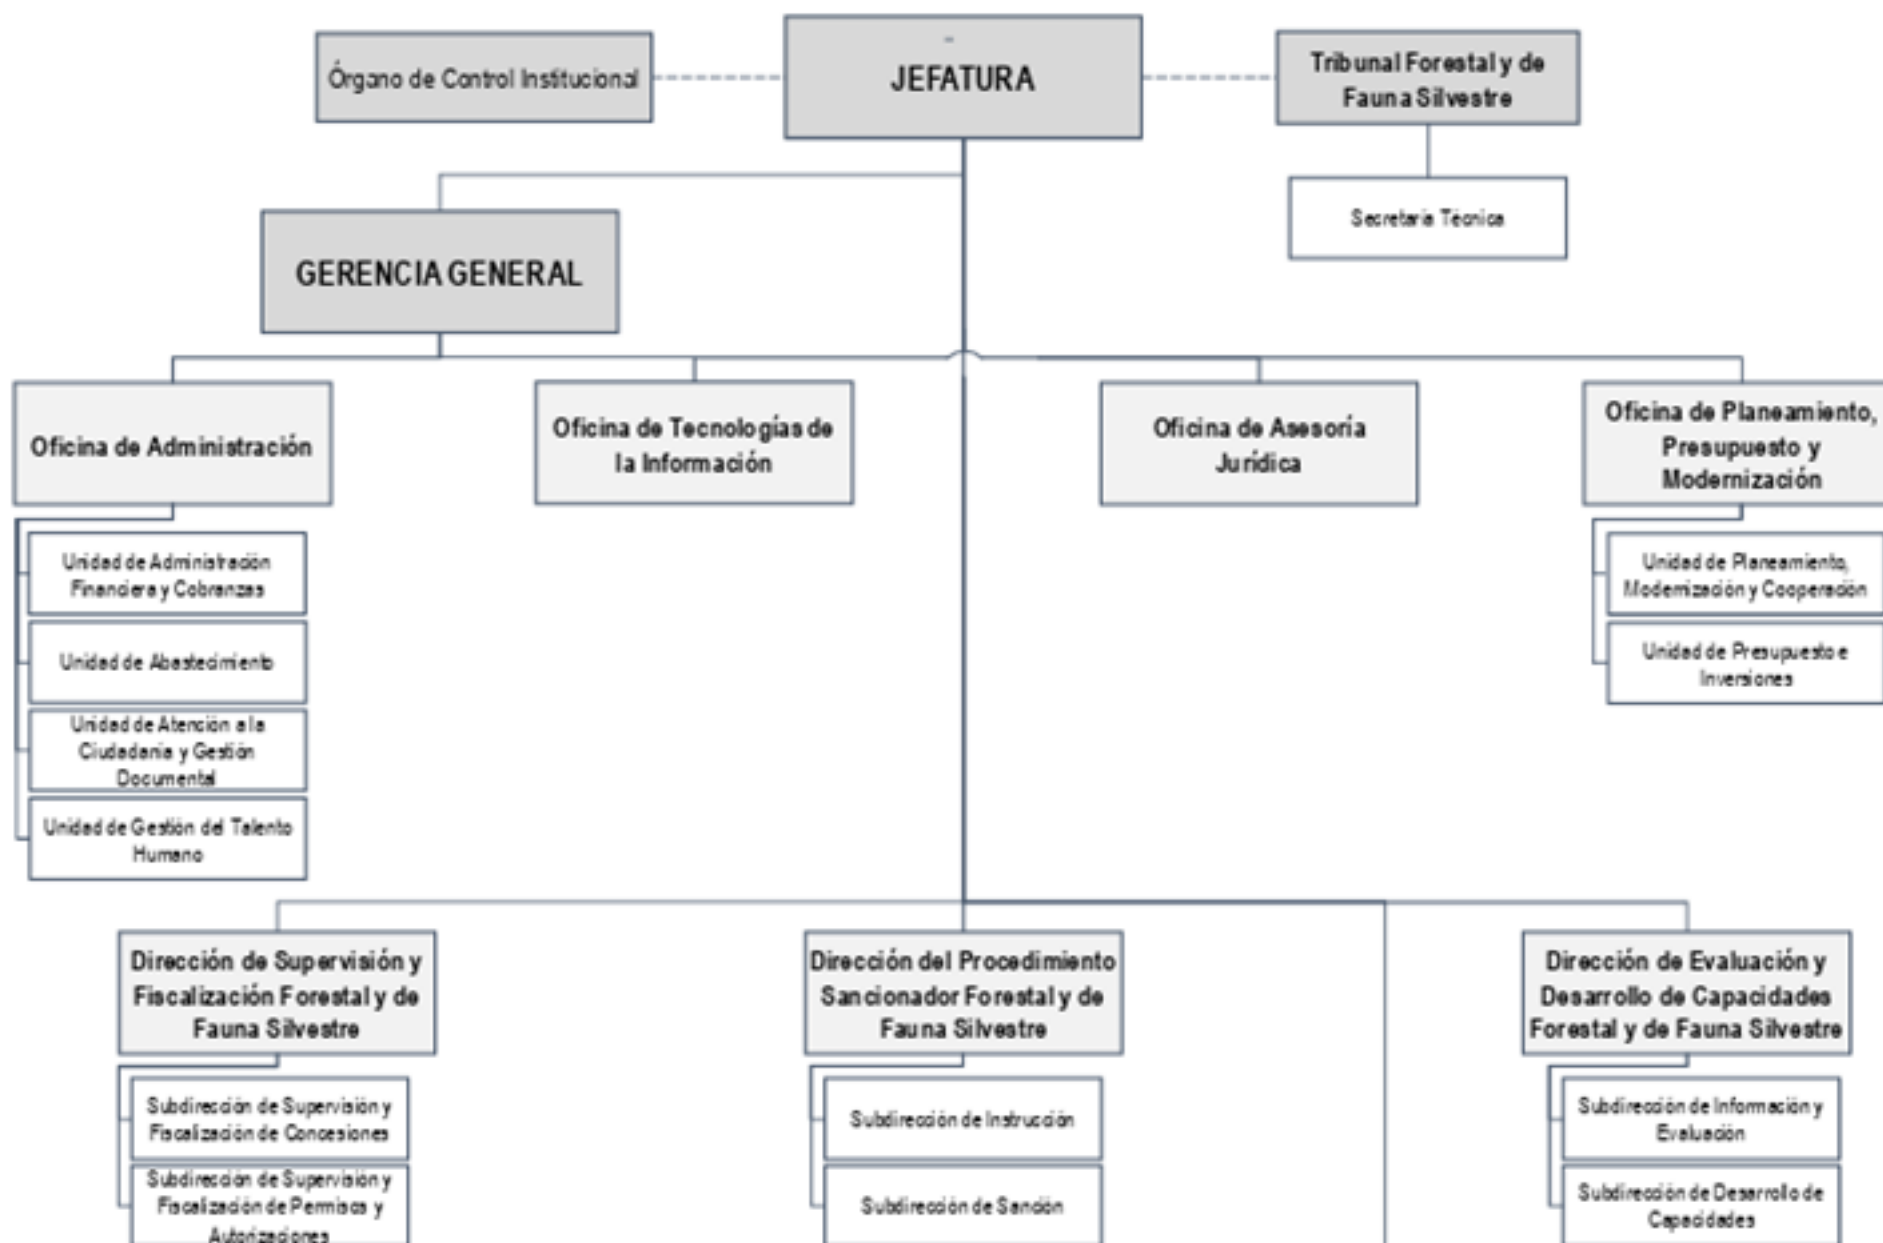 Órgano de Control Institucional
JEFATURA
Tribunal Forestal y de
Fauna Silvestre
Secretaría Técnica
GERENCIA GENERAL
Oficina de Administración
Oficina de Tecnologías de
la Información
Oficina de Asesoría
Jurídica
Oficina de Planeamiento,
Presupuesto y
Modernización
Unidad de Administración
Financiera y Cobranzas
Unidad de Abastecimiento
Unidad de Atención a la
Ciudadanía y Gestión
Documental
Unidad de Gestión del Talento
Humano
Unidad de Planeamiento,
Modernización y Cooperación
Unidad de Presupuesto e
Inversiones
Dirección de Supervisión y
Fiscalización Forestal y de
Fauna Silvestre
Dirección del Procedimiento
Sancionador Forestal y de
Fauna Silvestre
Dirección de Evaluación y
Desarrollo de Capacidades
Forestal y de Fauna Silvestre
Subdirección de Supervisión y
Fiscalización de Concesiones
Subdirección de Supervisión y
Fiscalización de Permisos y
Autorizaciones
Subdirección de Instrucción
Subdirección de Sanción
Subdirección de Información y
Evaluación
Subdirección de Desarrollo de
Capacidades